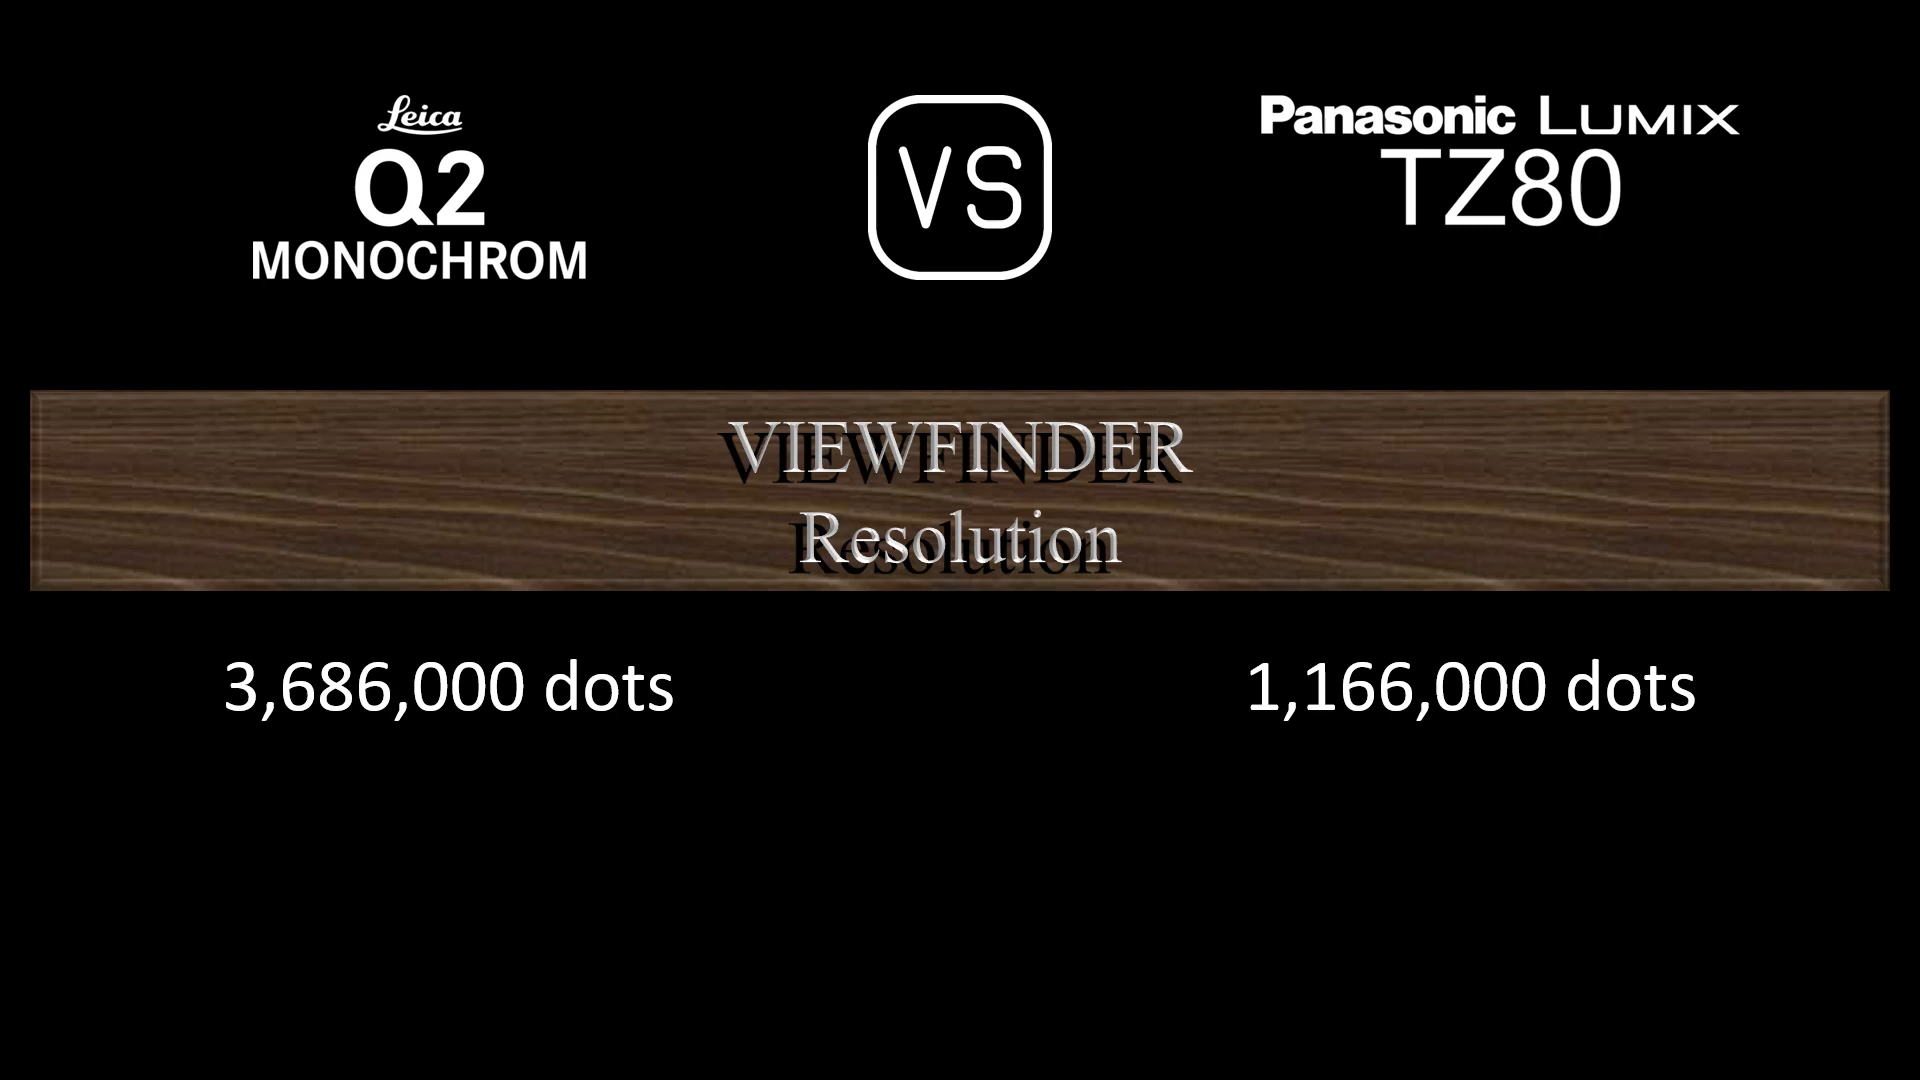 Leica
Q2
MONOCHROM
VS
Panasonic LUMIX
TZ80
VIEWFINDER
Resolution
3,686,000 dots
1,166,000 dots